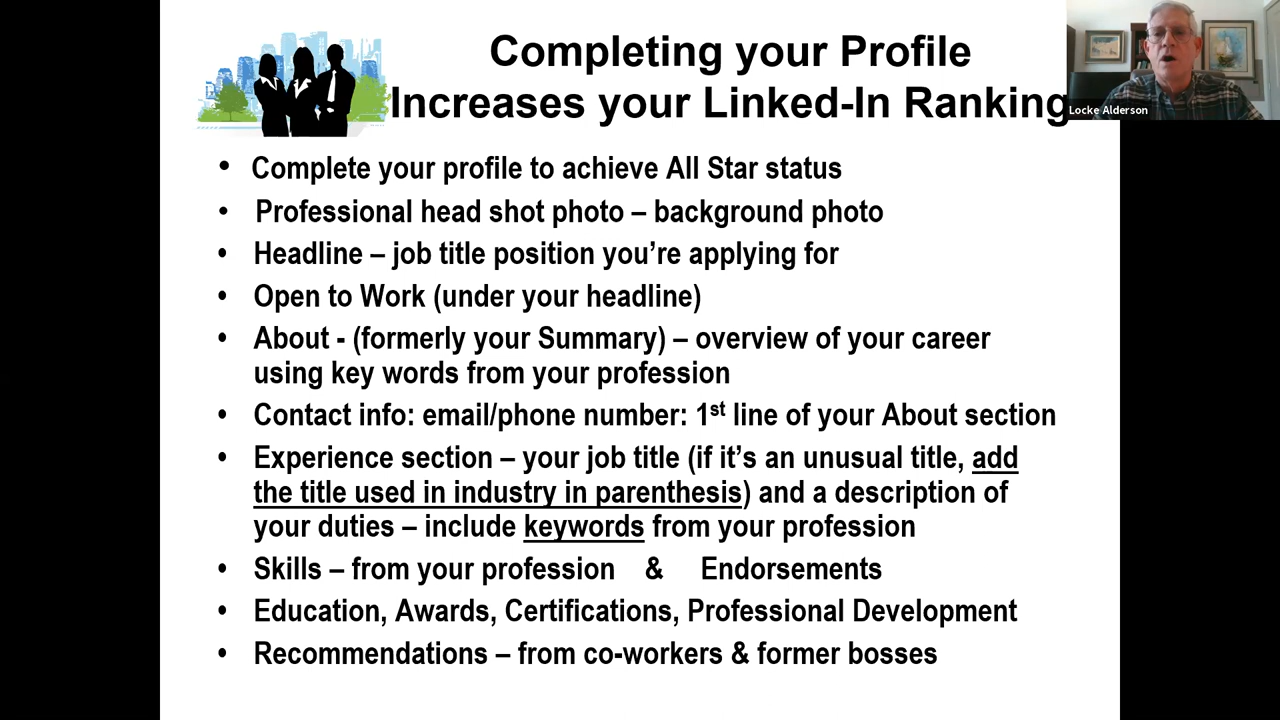 Completing your Profile
Increases your Linked-In Ranking
Locke Alderson
• Complete your profile to achieve All Star status
• Professional head shot photo – background photo
• Headline – job title position you’re applying for
• Open to Work (under your headline)
• About - (formerly your Summary) – overview of your career
using key words from your profession
• Contact info: email/phone number: 1st line of your About section
• Experience section – your job title (if it’s an unusual title, add
the title used in industry in parenthesis) and a description of
your duties – include keywords from your profession
• Skills – from your profession & Endorsements
• Education, Awards, Certifications, Professional Development
• Recommendations – from co-workers & former bosses